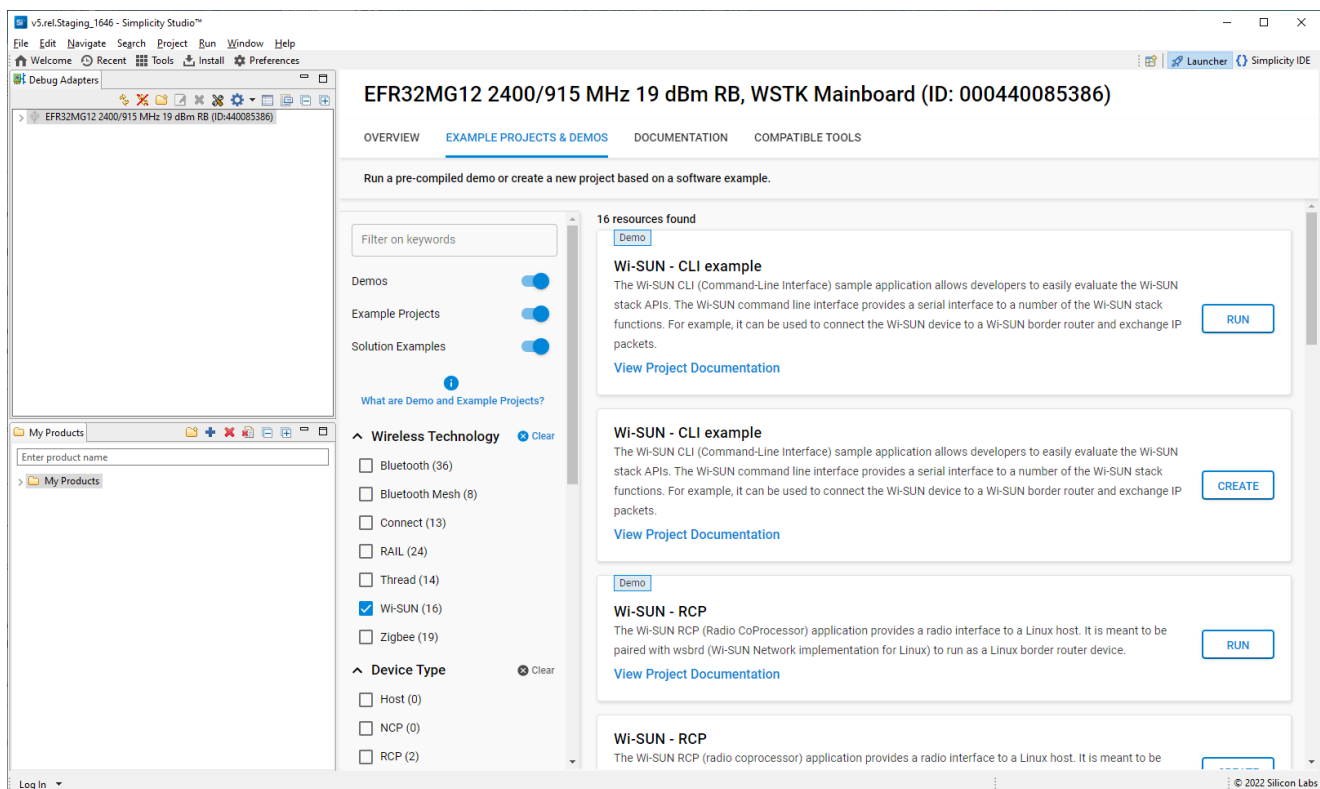 v5.rel.Staging_1646 - Simplicity Studio™
File Edit Navigate Search Project Run Window Help
Welcome Recent Tools Install Preferences
Launcher {} Simplicity IDE
Debug Adapters
EFR32MG12 2400/915 MHz 19 dBm RB (ID:440085386)
My Products
Enter product name
My Products
EFR32MG12 2400/915 MHz 19 dBm RB, WSTK Mainboard (ID: 000440085386)
OVERVIEW EXAMPLE PROJECTS & DEMOS DOCUMENTATION COMPATIBLE TOOLS
Run a pre-compiled demo or create a new project based on a software example.
Filter on keywords
Demos
Example Projects
Solution Examples
What are Demo and Example Projects?
Wireless Technology Clear
Bluetooth (36)
Bluetooth Mesh (8)
Connect (13)
RAIL (24)
Thread (14)
Wi-SUN (16)
Zigbee (19)
Device Type Clear
Host (0)
NCP (0)
RCP (2)
16 resources found
Demo
Wi-SUN - CLI example
The Wi-SUN CLI (Command-Line Interface) sample application allows developers to easily evaluate the Wi-SUN
stack APIs. The Wi-SUN command line interface provides a serial interface to a number of the Wi-SUN stack
functions. For example, it can be used to connect the Wi-SUN device to a Wi-SUN border router and exchange IP
packets.
View Project Documentation
RUN
Wi-SUN - CLI example
The Wi-SUN CLI (Command-Line Interface) sample application allows developers to easily evaluate the Wi-SUN
stack APIs. The Wi-SUN command line interface provides a serial interface to a number of the Wi-SUN stack
functions. For example, it can be used to connect the Wi-SUN device to a Wi-SUN border router and exchange IP
packets.
View Project Documentation
CREATE
Demo
Wi-SUN - RCP
The Wi-SUN RCP (Radio CoProcessor) application provides a radio interface to a Linux host. It is meant to be
paired with wsbrd (Wi-SUN Network implementation for Linux) to run as a Linux border router device.
View Project Documentation
RUN
Wi-SUN - RCP
The Wi-SUN RCP (radio coprocessor) application provides a radio interface to a Linux host. It is meant to be
Log In
© 2022 Silicon Labs